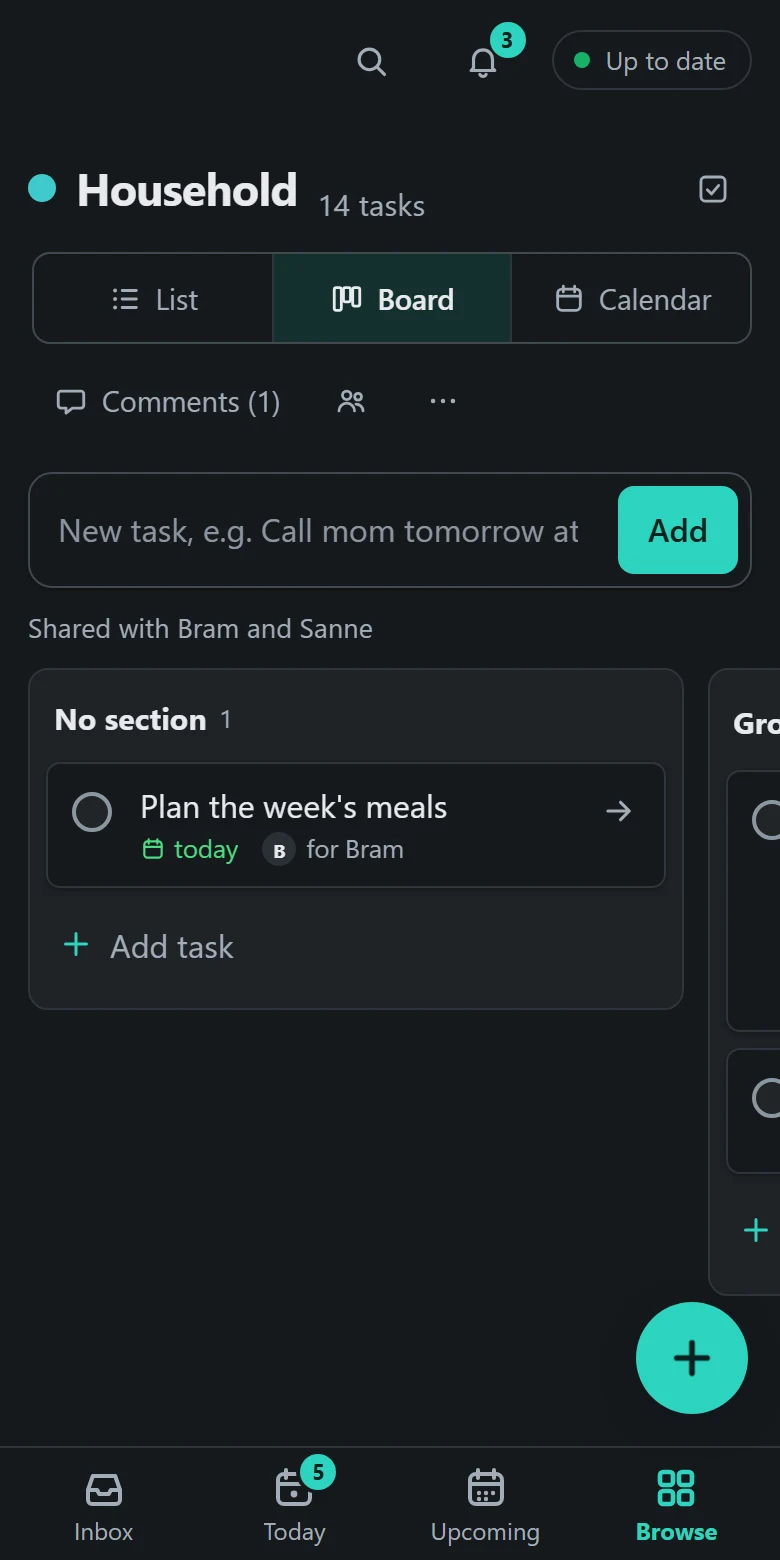 3
Up to date
Household 14 tasks
List Board Calendar
Comments (1)
New task, e.g. Call mom tomorrow at
Add
Shared with Bram and Sanne
No section 1
Gro
Plan the week's meals
today B for Bram
Add task
5
Inbox Today Upcoming Browse